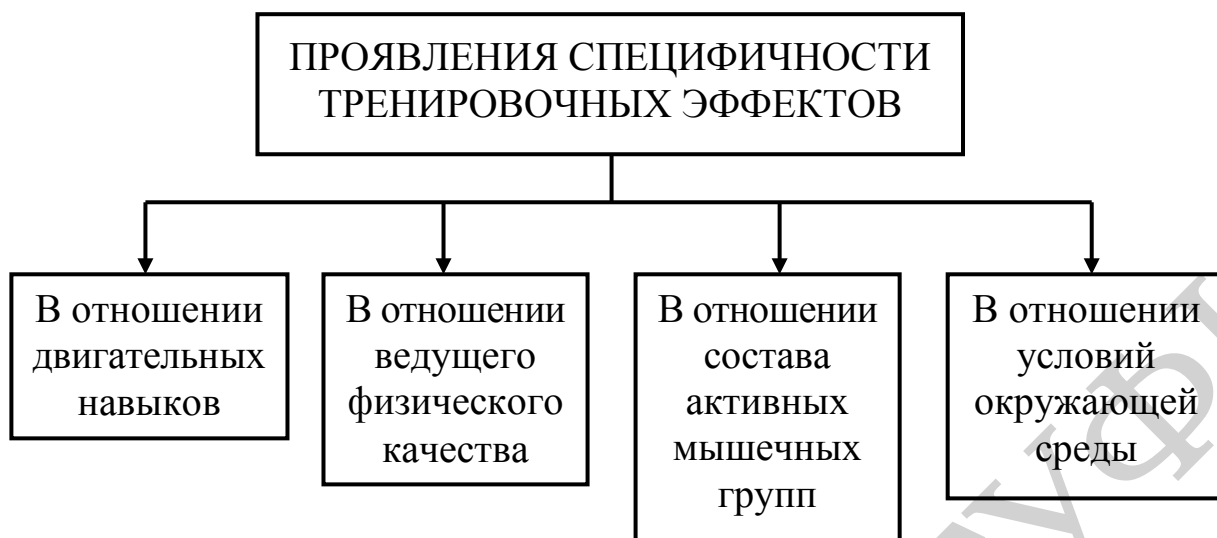 ПРОЯВЛЕНИЯ СПЕЦИФИЧНОСТИ
ТРЕНИРОВОЧНЫХ ЭФФЕКТОВ
В отношении
двигательных
навыков
В отношении
ведущего
физического
качества
В отношении
состава
активных
мышечных
групп
В отношении
условий
окружающей
среды